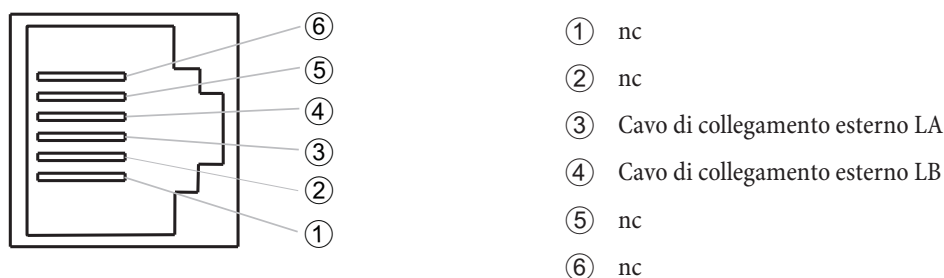 ⑥
⑤
④
③
②
①
① nc
② nc
③ Cavo di collegamento esterno LA
④ Cavo di collegamento esterno LB
⑤ nc
⑥ nc